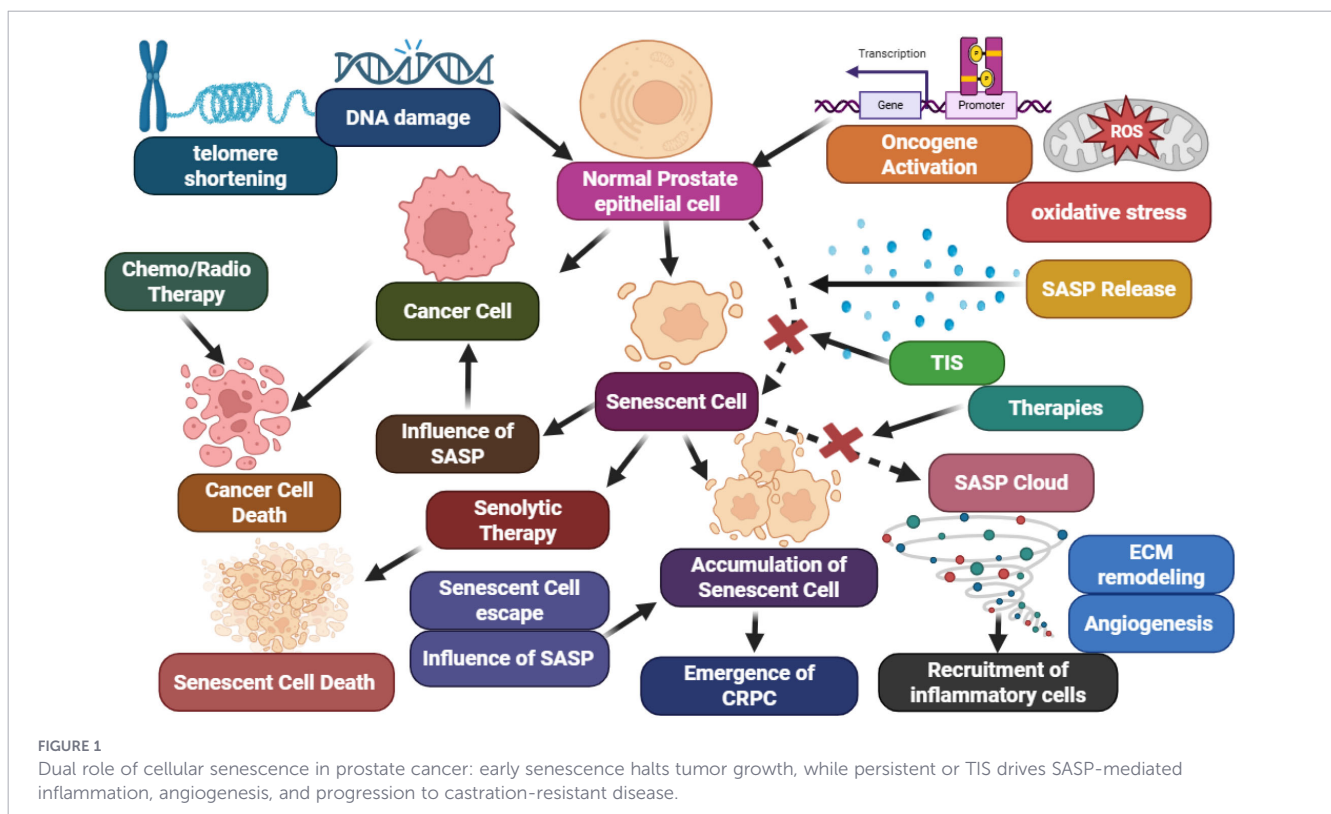 Transcription
P
P
Gene
Promoter
ROS
DNA damage
telomere
shortening
Oncogene
Activation
oxidative stress
Normal Prostate
epithelial cell
Chemo/Radio
Therapy
Cancer Cell
SASP Release
TIS
Senescent Cell
Therapies
Influence of
SASP
SASP Cloud
Cancer Cell
Death
Senolytic
Therapy
ECM
remodeling
Accumulation of
Senescent Cell
Senescent Cell
escape
Angiogenesis
Influence of SASP
Senescent Cell Death
Emergence of
CRPC
Recruitment of
inflammatory cells
FIGURE 1
Dual role of cellular senescence in prostate cancer: early senescence halts tumor growth, while persistent or TIS drives SASP-mediated
inflammation, angiogenesis, and progression to castration-resistant disease.